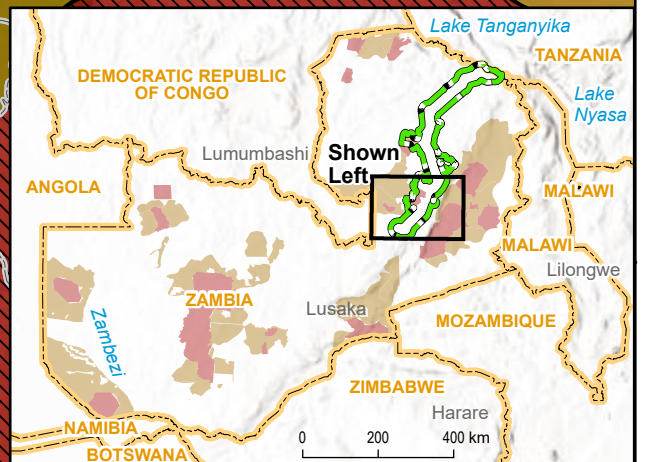 Lake Tanganyika
TANZANIA
DEMOCRATIC REPUBLIC
OF CONGO
Lake
Nyasa
Lumumbashi
Shown
Left
ANGOLA
MALAWI
MALAWI
Lilongwe
ZAMBIA
Lusaka
MOZAMBIQUE
Zambezi
ZIMBABWE
Harare
NAMIBIA
BOTSWANA
0 200 400 km